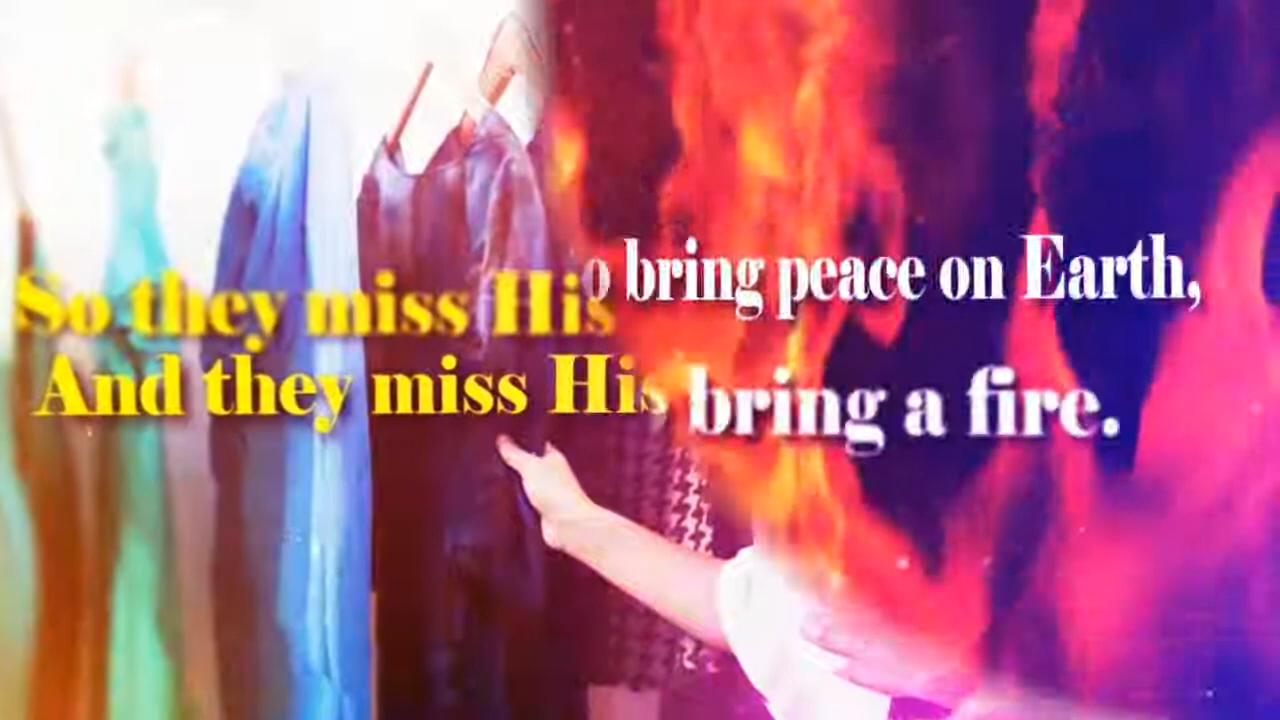 So they miss His
And they miss His
o bring peace on Earth,
bring a fire.